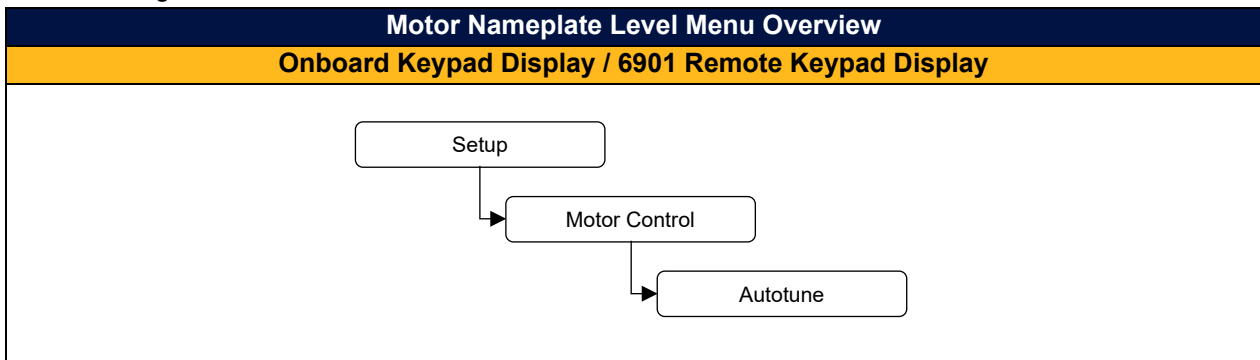 Motor Nameplate Level Menu Overview
Onboard Keypad Display / 6901 Remote Keypad Display
Setup
Motor Control
Autotune